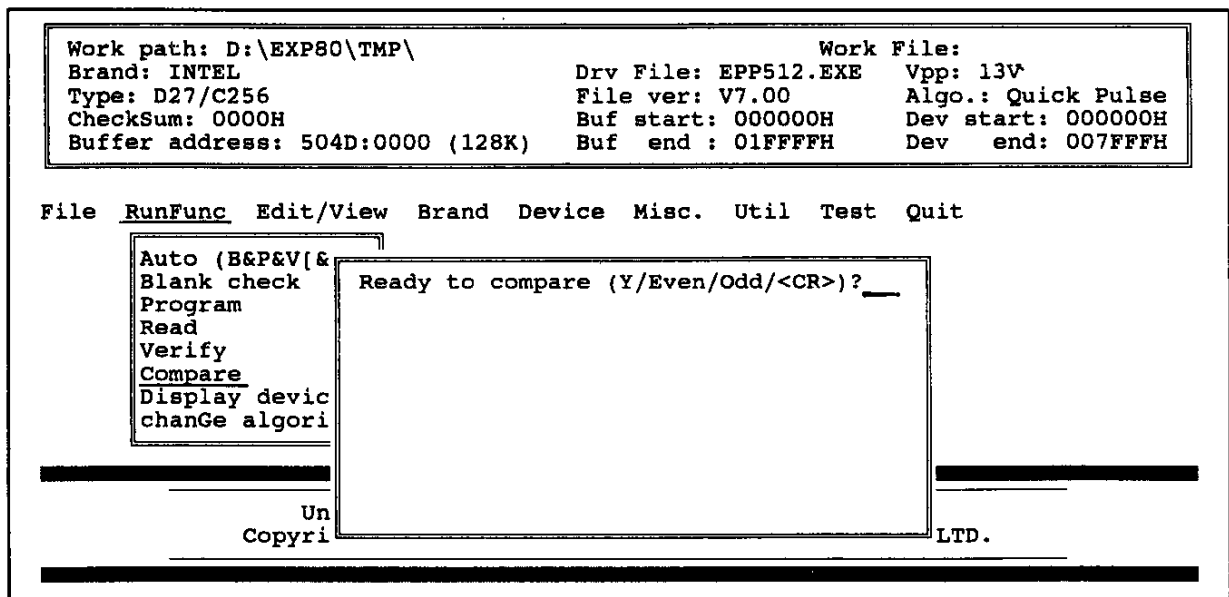 Work path: D:\EXP80\TMP\ Work File:
Brand: INTEL Drv File: EPP512.EXE Vpp: 13V
Type: D27/C256 File ver: V7.00 Algo.: Quick Pulse
CheckSum: 0000H Buf start: 000000H Dev start: 000000H
Buffer address: 504D:0000 (128K) Buf end : 01FFFFH Dev end: 007FFFH
File RunFunc Edit/View Brand Device Misc. Util Test Quit
Auto (B&P&V[&
Blank check
Ready to compare (Y/Even/Odd/<CR>)?
Program
Read
Verify
Compare
Display devic
chanGe algori
Un
Copyri LTD.